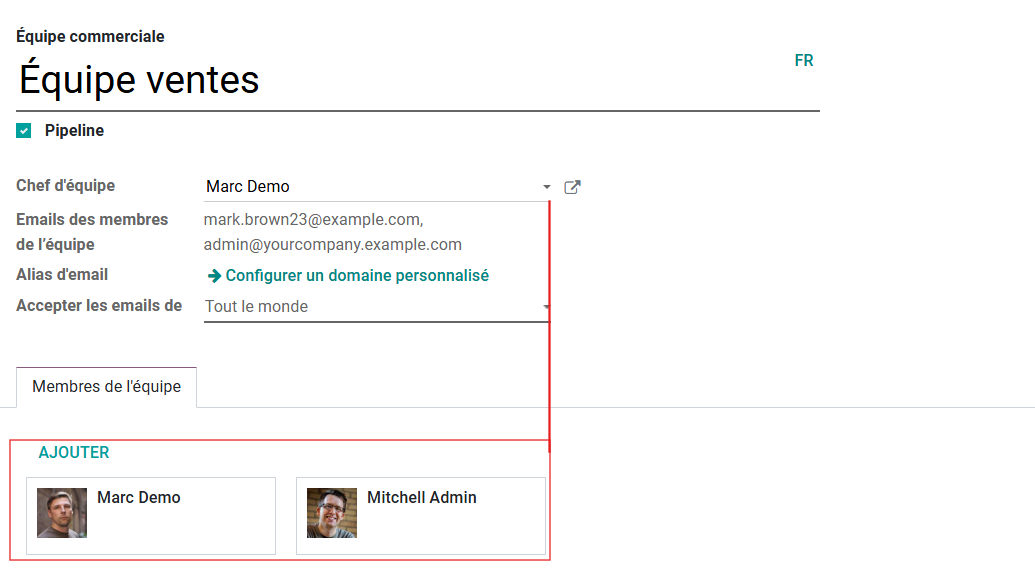 Équipe commerciale
Équipe ventes
FR
Pipeline
Chef d'équipe
Marc Demo
Emails des membres de l’équipe
mark.brown23@example.com,
admin@yourcompany.example.com
Alias d'email
Configurer un domaine personnalisé
Accepter les emails de
Tout le monde
Membres de l'équipe
AJOUTER
Marc Demo
Mitchell Admin